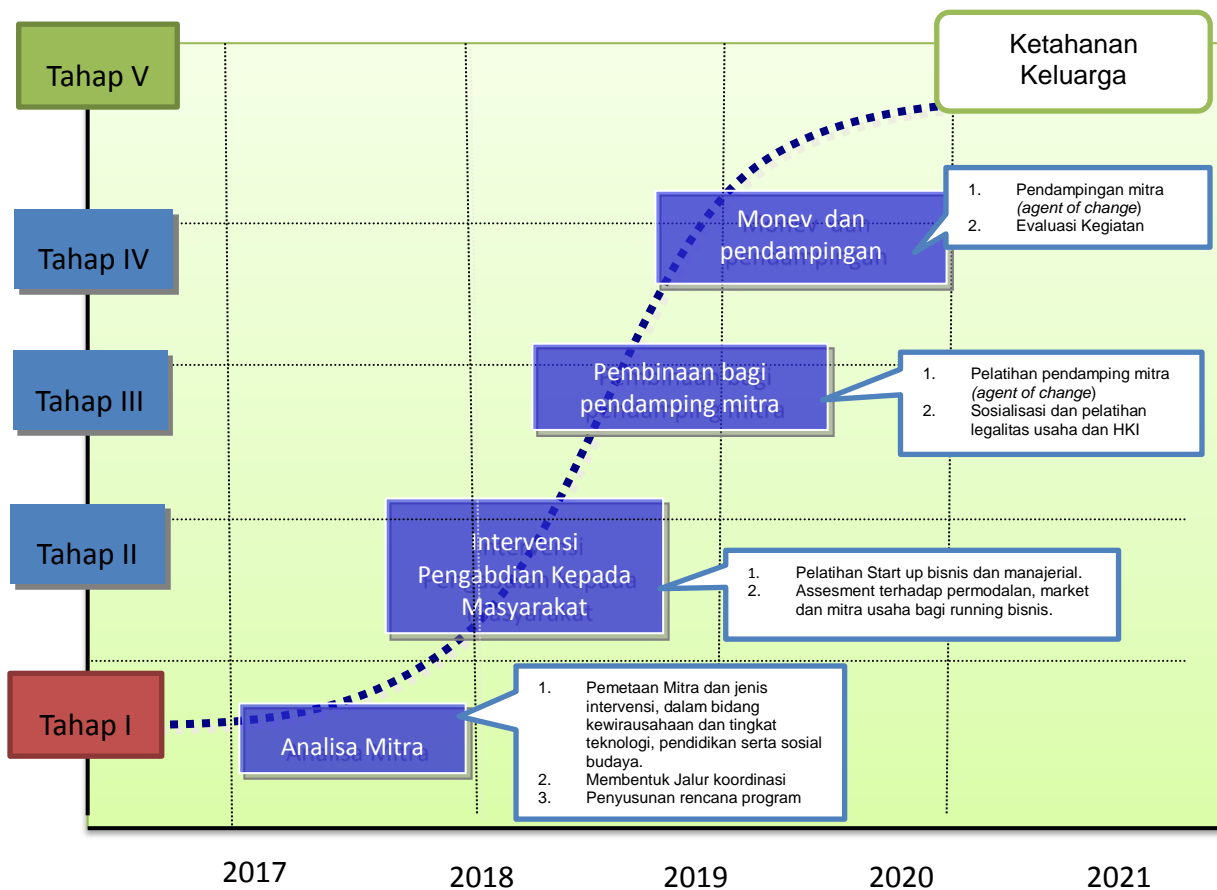 Tahap V
Ketahanan
Keluarga
Tahap IV
Monev dan
pendampingan
1. Pendampingan mitra
(agent of change)
2. Evaluasi Kegiatan
Tahap III
Pembinaan bagi
pendamping mitra
1. Pelatihan pendamping mitra
(agent of change)
2. Sosialisasi dan pelatihan
legalitas usaha dan HKI
Tahap II
Intervensi
Pengabdian Kepada
Masyarakat
1. Pelatihan Start up bisnis dan manajerial.
2. Assesment terhadap permodalan, market
dan mitra usaha bagi running bisnis.
Tahap I
Analisa Mitra
1. Pemetaan Mitra dan jenis
intervensi, dalam bidang
kewirausahaan dan tingkat
teknologi, pendidikan serta sosial
budaya.
2. Membentuk Jalur koordinasi
3. Penyusunan rencana program
2017 2018 2019 2020 2021